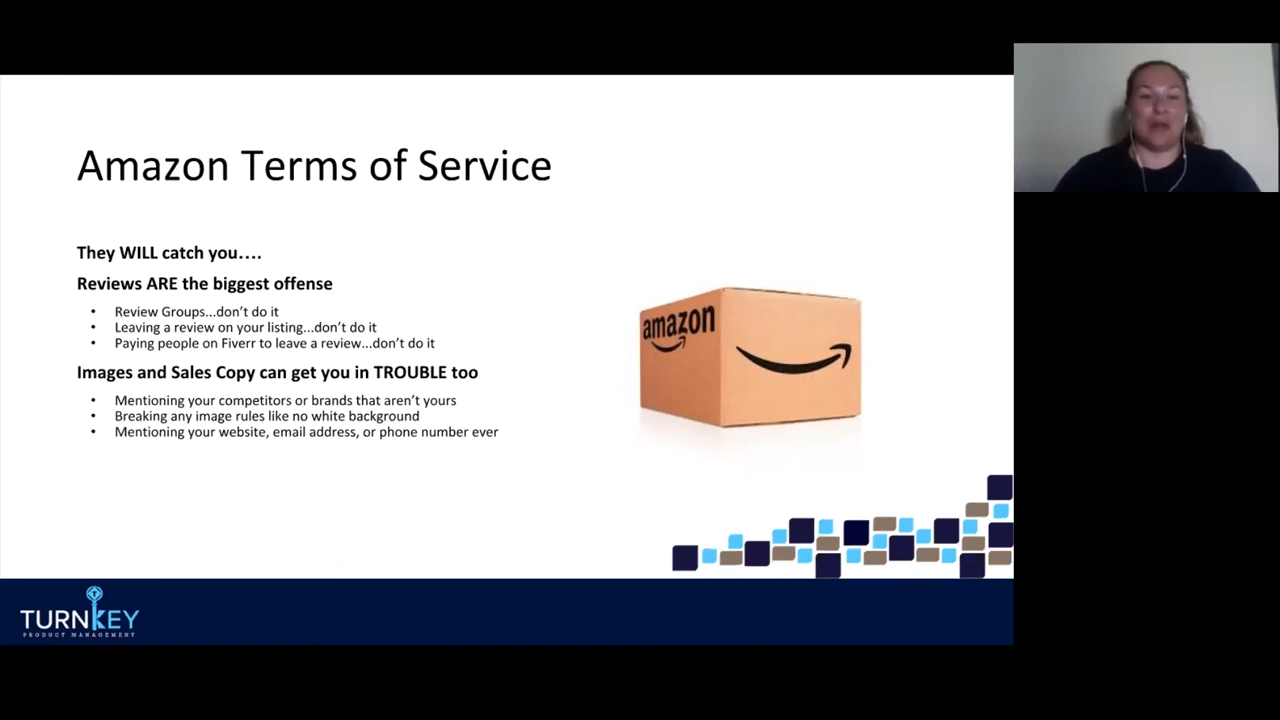 Amazon Terms of Service
They WILL catch you....
Reviews ARE the biggest offense
• Review Groups...don't do it
• Leaving a review on your listing...don't do it
• Paying people on Fiverr to leave a review...don't do it
Images and Sales Copy can get you in TROUBLE too
• Mentioning your competitors or brands that aren't yours
• Breaking any image rules like no white background
• Mentioning your website, email address, or phone number ever
amazon
TURNKEY
PRODUCT MANAGEMENT